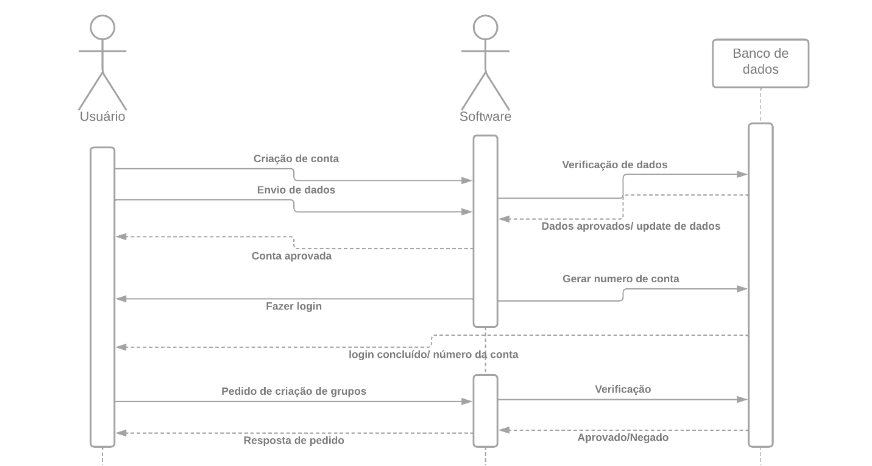 Usuário
Software
Banco de
dados
Criação de conta
Verificação de dados
Envio de dados
Dados aprovados/ update de dados
Conta aprovada
Gerar numero de conta
Fazer login
login concluído/ número da conta
Pedido de criação de grupos
Verificação
Resposta de pedido
Aprovado/Negado